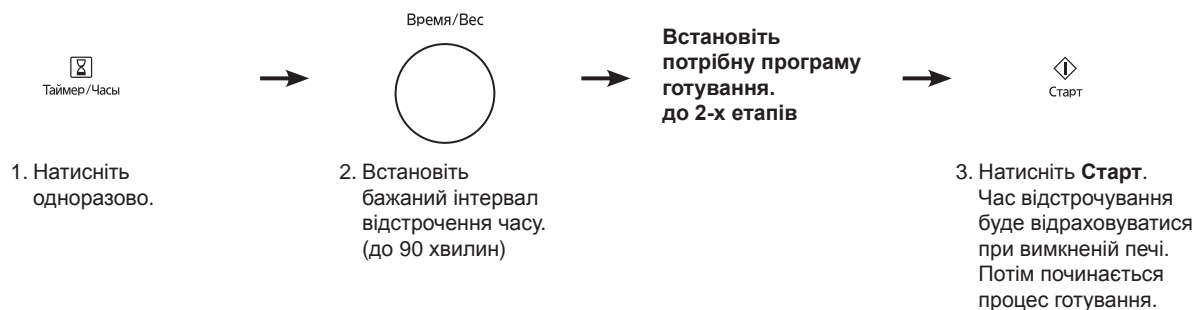 Таймер/Часы
Время/Вес
Встановіть
потрібну програму
готування.
до 2-х етапів
Старт
1. Натисніть
одноразово.
2. Встановіть
бажаний інтервал
відстрочення часу.
(до 90 хвилин)
3. Натисніть Старт.
Час відстрочування
буде відраховуватися
при вимкненій печі.
Потім починається
процес готування.